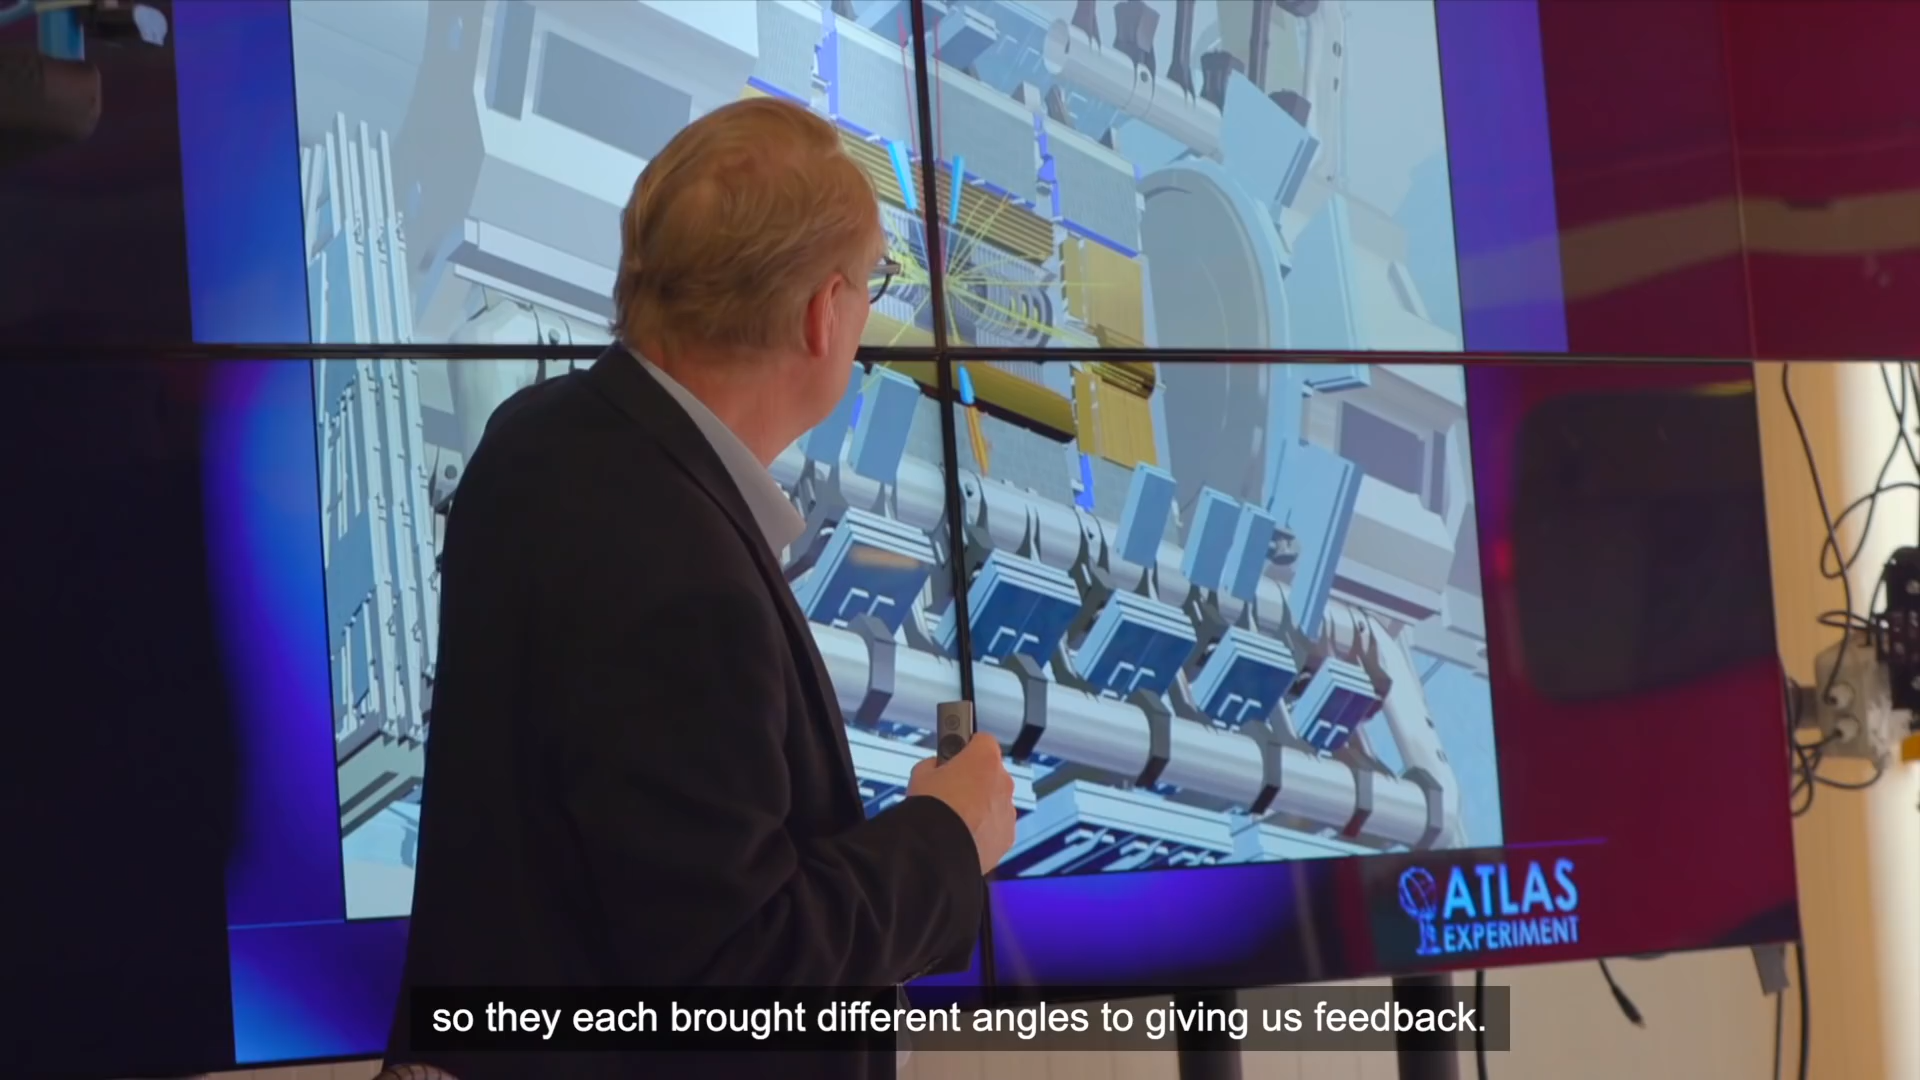 ATLAS
EXPERIMENT
so they each brought different angles to giving us feedback.